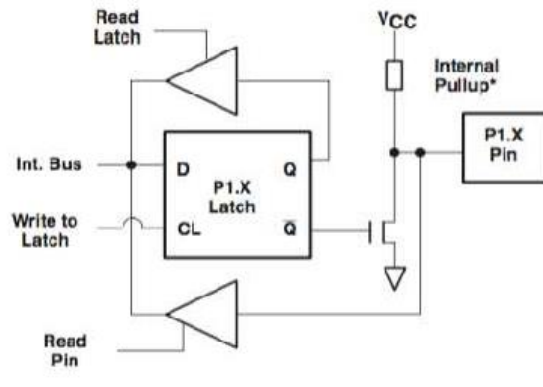 Read
Latch
VCC
Internal
Pullup*
P1.X
Pin
Int. Bus
D
Q
P1.X
Latch
Write to
Latch
CL
Q̅
Read
Pin